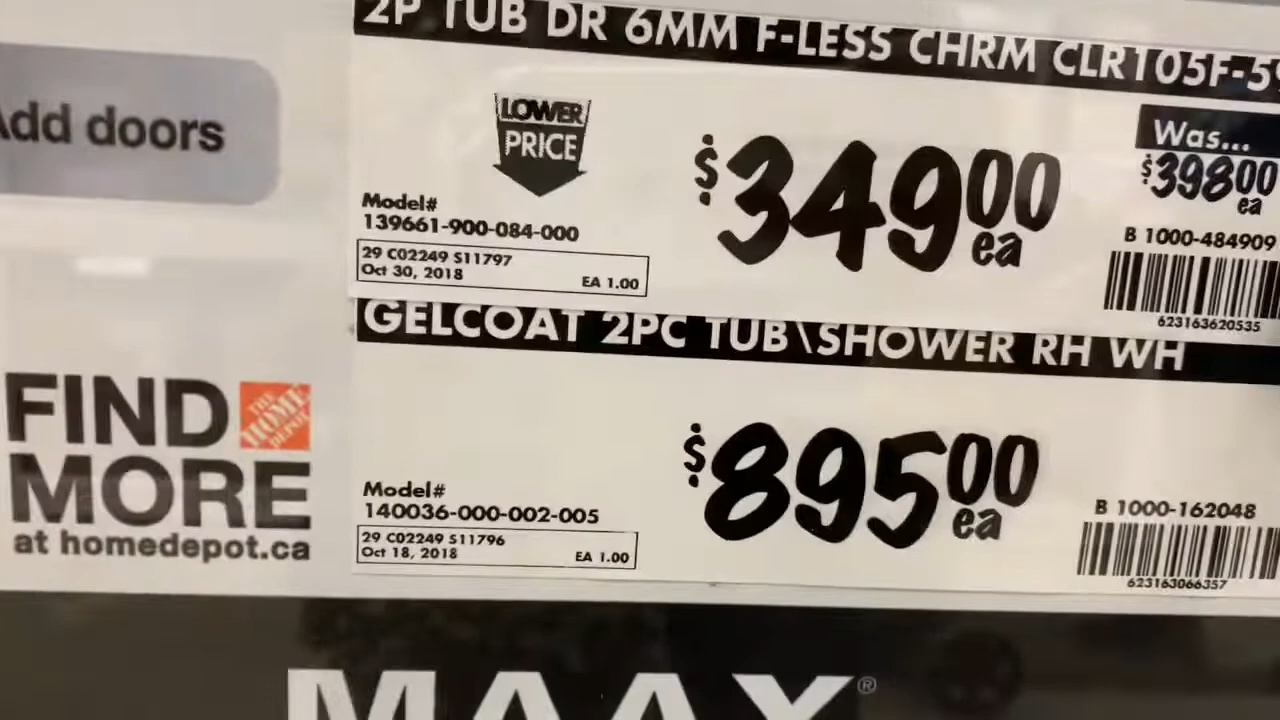 2P TUB DR 6MM F-LESS CHRM CLR105F-59
Add doors
LOWER
PRICE
$349.00
ea
Was...
$398.00
ea
Model#
139661-900-084-000
29 C02249 S11797
Oct 30, 2018
EA 1.00
B 1000-484909
623163620535
GELCOAT 2PC TUB\SHOWER RH WH
FIND
MORE
THE
HOME
DEPOT
at homedepot.ca
$895.00
ea
Model#
140036-000-002-005
29 C02249 S11796
Oct 18, 2018
EA 1.00
B 1000-162048
623163066357
MAAX®